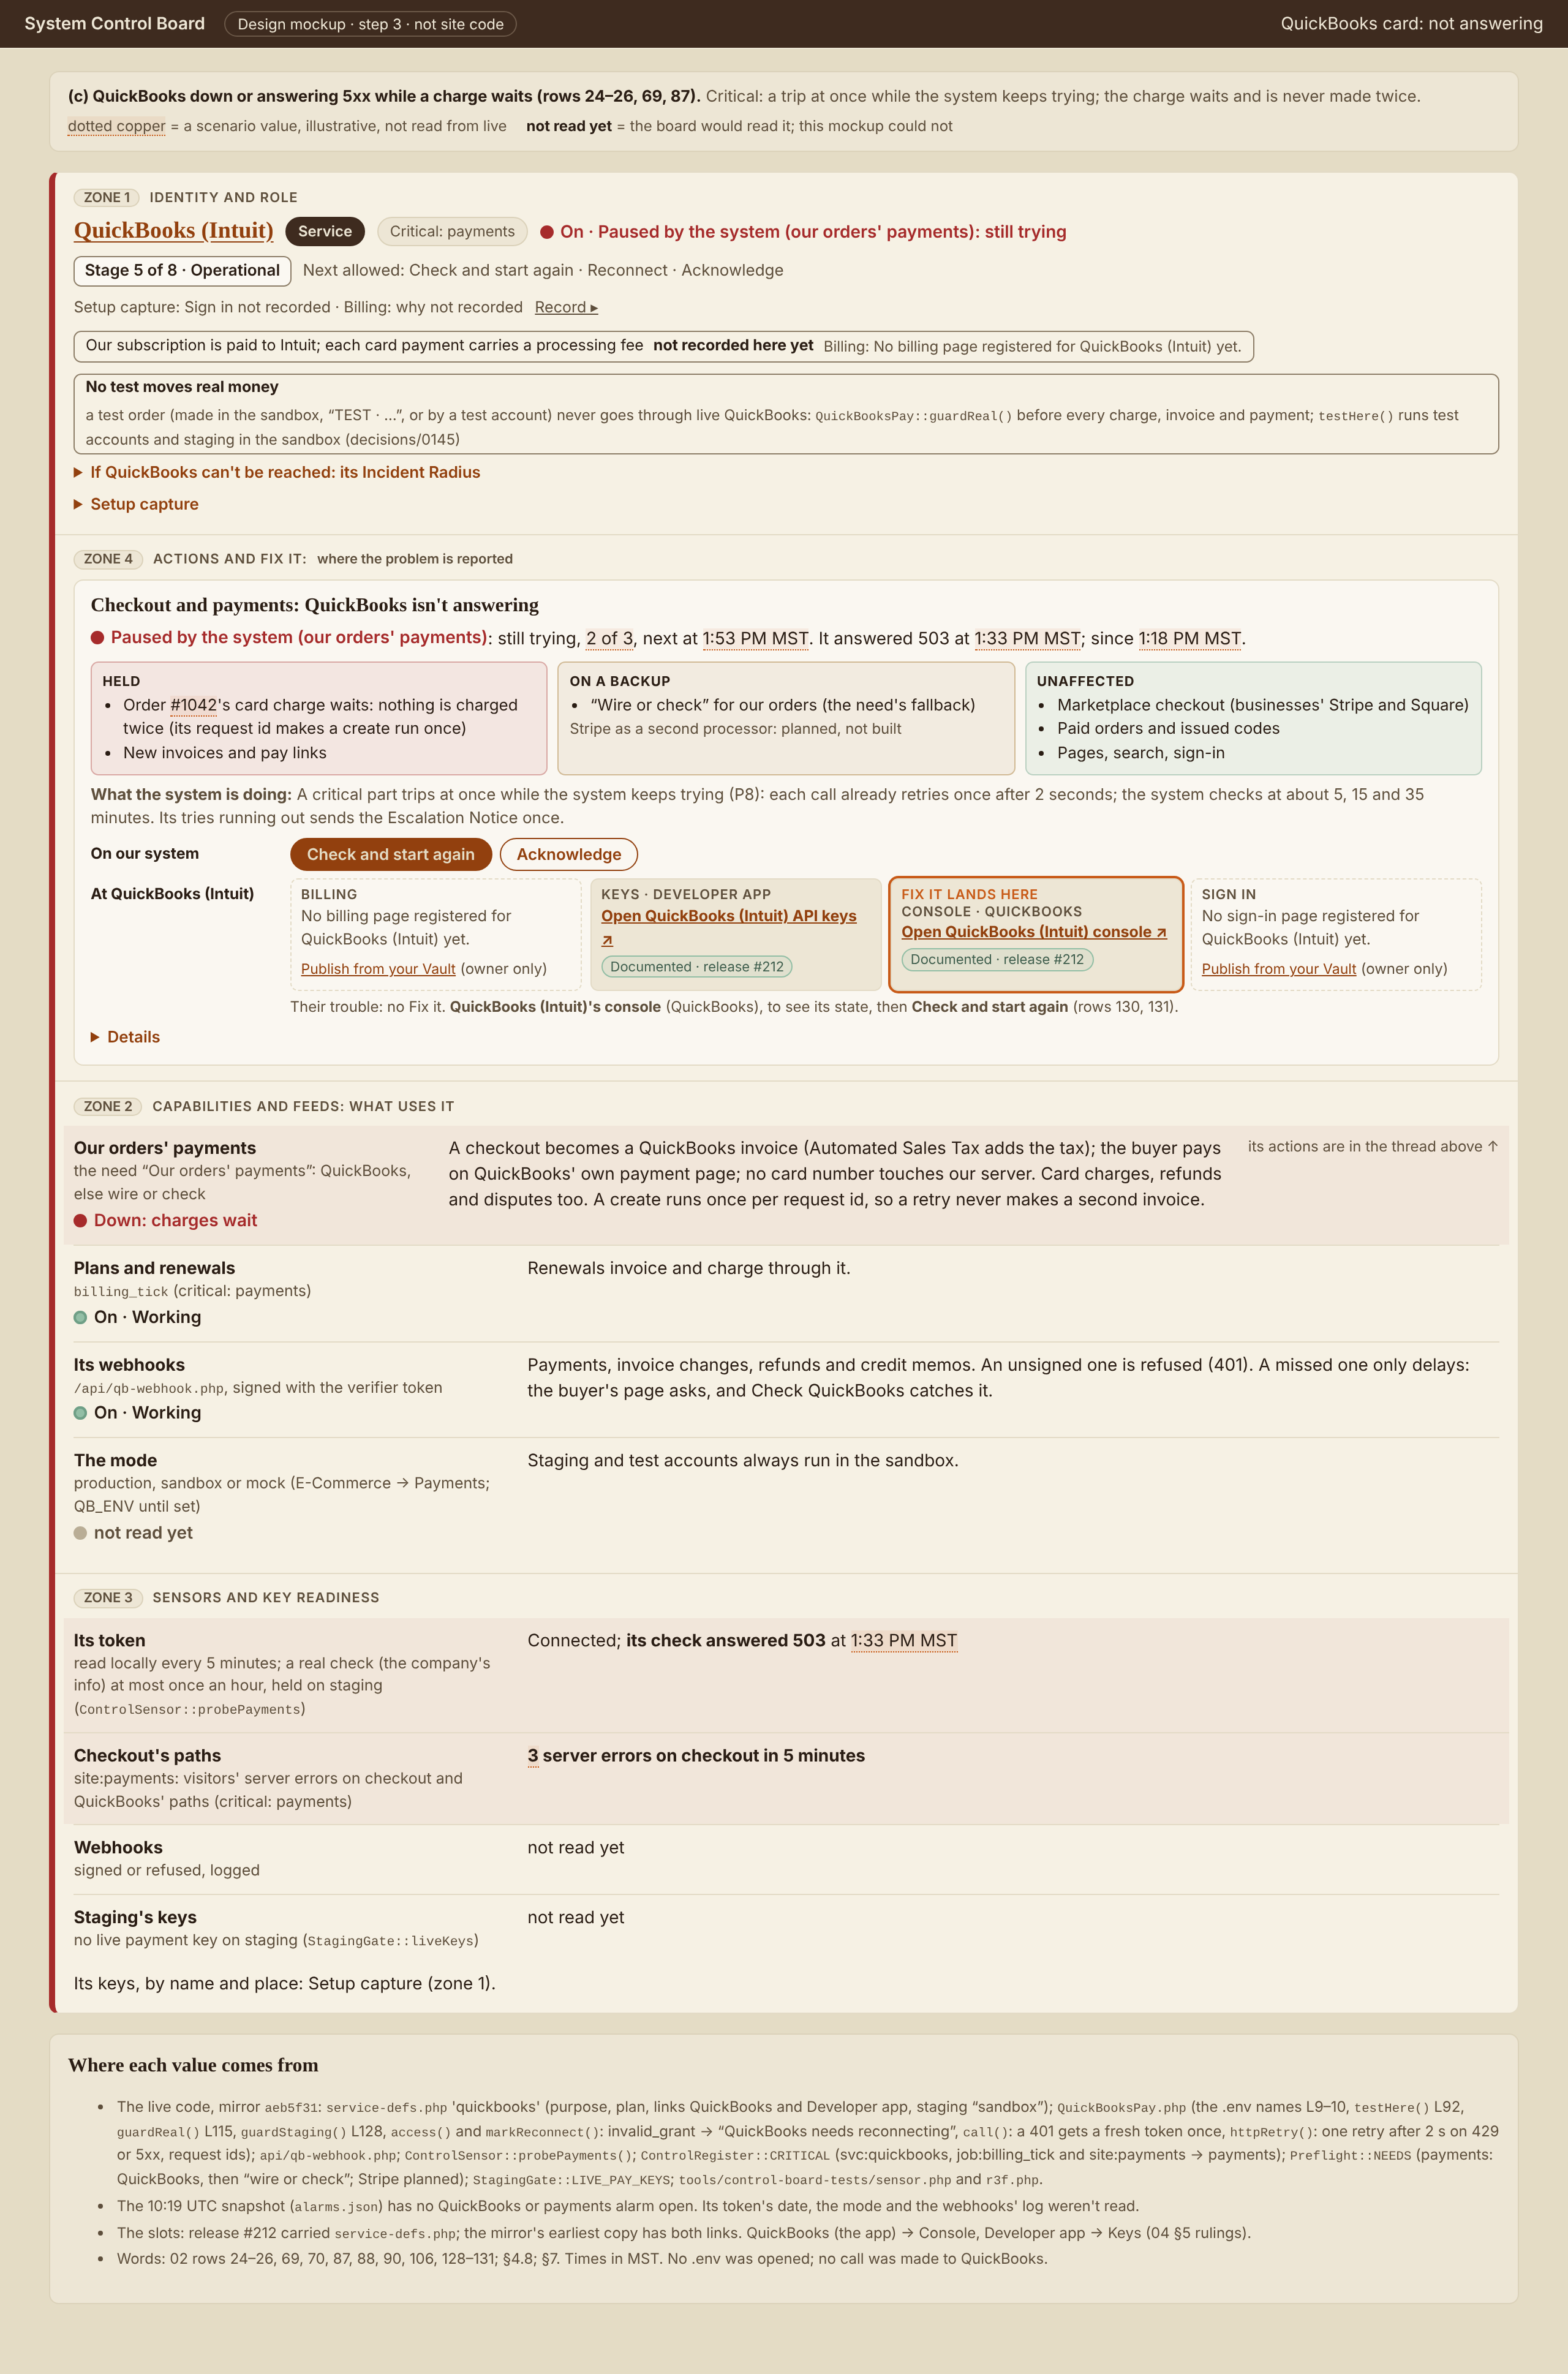 System Control Board
Design mockup · step 3 · not site code
QuickBooks card: not answering
(c) QuickBooks down or answering 5xx while a charge waits (rows 24–26, 69, 87). Critical: a trip at once while the system keeps trying; the charge waits and is never made twice.
dotted copper = a scenario value, illustrative, not read from live not read yet = the board would read it; this mockup could not
ZONE 1 IDENTITY AND ROLE
QuickBooks (Intuit) Service Critical: payments On · Paused by the system (our orders' payments): still trying
Stage 5 of 8 · Operational Next allowed: Check and start again · Reconnect · Acknowledge
Setup capture: Sign in not recorded · Billing: why not recorded Record ▸
Our subscription is paid to Intuit; each card payment carries a processing fee not recorded here yet Billing: No billing page registered for QuickBooks (Intuit) yet.
No test moves real money
a test order (made in the sandbox, “TEST · …”, or by a test account) never goes through live QuickBooks: QuickBooksPay::guardReal() before every charge, invoice and payment; testHere() runs test
accounts and staging in the sandbox (decisions/0145)
▶ If QuickBooks can't be reached: its Incident Radius
▶ Setup capture
ZONE 4 ACTIONS AND FIX IT: where the problem is reported
Checkout and payments: QuickBooks isn't answering
Paused by the system (our orders' payments): still trying, 2 of 3, next at 1:53 PM MST. It answered 503 at 1:33 PM MST; since 1:18 PM MST.
HELD
• Order #1042's card charge waits: nothing is charged
twice (its request id makes a create run once)
• New invoices and pay links
ON A BACKUP
• “Wire or check” for our orders (the need's fallback)
Stripe as a second processor: planned, not built
UNAFFECTED
• Marketplace checkout (businesses' Stripe and Square)
• Paid orders and issued codes
• Pages, search, sign-in
What the system is doing: A critical part trips at once while the system keeps trying (P8): each call already retries once after 2 seconds; the system checks at about 5, 15 and 35
minutes. Its tries running out sends the Escalation Notice once.
On our system
Check and start again
Acknowledge
At QuickBooks (Intuit)
BILLING
No billing page registered for
QuickBooks (Intuit) yet.
Publish from your Vault (owner only)
KEYS · DEVELOPER APP
Open QuickBooks (Intuit) API keys
↗
Documented · release #212
FIX IT LANDS HERE
CONSOLE · QUICKBOOKS
Open QuickBooks (Intuit) console ↗
Documented · release #212
SIGN IN
No sign-in page registered for
QuickBooks (Intuit) yet.
Publish from your Vault (owner only)
Their trouble: no Fix it. QuickBooks (Intuit)'s console (QuickBooks), to see its state, then Check and start again (rows 130, 131).
▶ Details
ZONE 2 CAPABILITIES AND FEEDS: WHAT USES IT
Our orders' payments
the need “Our orders' payments”: QuickBooks,
else wire or check
Down: charges wait
A checkout becomes a QuickBooks invoice (Automated Sales Tax adds the tax); the buyer pays
on QuickBooks' own payment page; no card number touches our server. Card charges, refunds
and disputes too. A create runs once per request id, so a retry never makes a second invoice.
its actions are in the thread above ↑
Plans and renewals
billing_tick (critical: payments)
On · Working
Renewals invoice and charge through it.
Its webhooks
/api/qb-webhook.php, signed with the verifier token
On · Working
Payments, invoice changes, refunds and credit memos. An unsigned one is refused (401). A missed one only delays:
the buyer's page asks, and Check QuickBooks catches it.
The mode
production, sandbox or mock (E-Commerce → Payments;
QB_ENV until set)
not read yet
Staging and test accounts always run in the sandbox.
ZONE 3 SENSORS AND KEY READINESS
Its token
read locally every 5 minutes; a real check (the company's
info) at most once an hour, held on staging
(ControlSensor::probePayments)
Connected; its check answered 503 at 1:33 PM MST
Checkout's paths
site:payments: visitors' server errors on checkout and
QuickBooks' paths (critical: payments)
3 server errors on checkout in 5 minutes
Webhooks
signed or refused, logged
not read yet
Staging's keys
no live payment key on staging (StagingGate::liveKeys)
not read yet
Its keys, by name and place: Setup capture (zone 1).
Where each value comes from
• The live code, mirror aeb5f31: service-defs.php 'quickbooks' (purpose, plan, links QuickBooks and Developer app, staging “sandbox”); QuickBooksPay.php (the .env names L9–10, testHere() L92,
guardReal() L115, guardStaging() L128, access() and markReconnect(): invalid_grant → “QuickBooks needs reconnecting”, call(): a 401 gets a fresh token once, httpRetry(): one retry after 2 s on 429
or 5xx, request ids); api/qb-webhook.php; ControlSensor::probePayments(); ControlRegister::CRITICAL (svc:quickbooks, job:billing_tick and site:payments → payments); Preflight::NEEDS (payments:
QuickBooks, then “wire or check”; Stripe planned); StagingGate::LIVE_PAY_KEYS; tools/control-board-tests/sensor.php and r3f.php.
• The 10:19 UTC snapshot (alarms.json) has no QuickBooks or payments alarm open. Its token's date, the mode and the webhooks' log weren't read.
• The slots: release #212 carried service-defs.php; the mirror's earliest copy has both links. QuickBooks (the app) → Console, Developer app → Keys (04 §5 rulings).
• Words: 02 rows 24–26, 69, 70, 87, 88, 90, 106, 128–131; §4.8; §7. Times in MST. No .env was opened; no call was made to QuickBooks.